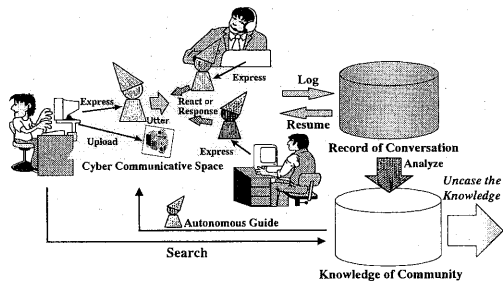 Express
Log
Express
React or
Response
Utter
Resume
Upload
Express
Record of Conversation
Cyber Communicative Space
Analyze
Uncase the
Knowledge
Autonomous Guide
Search
Knowledge of Community